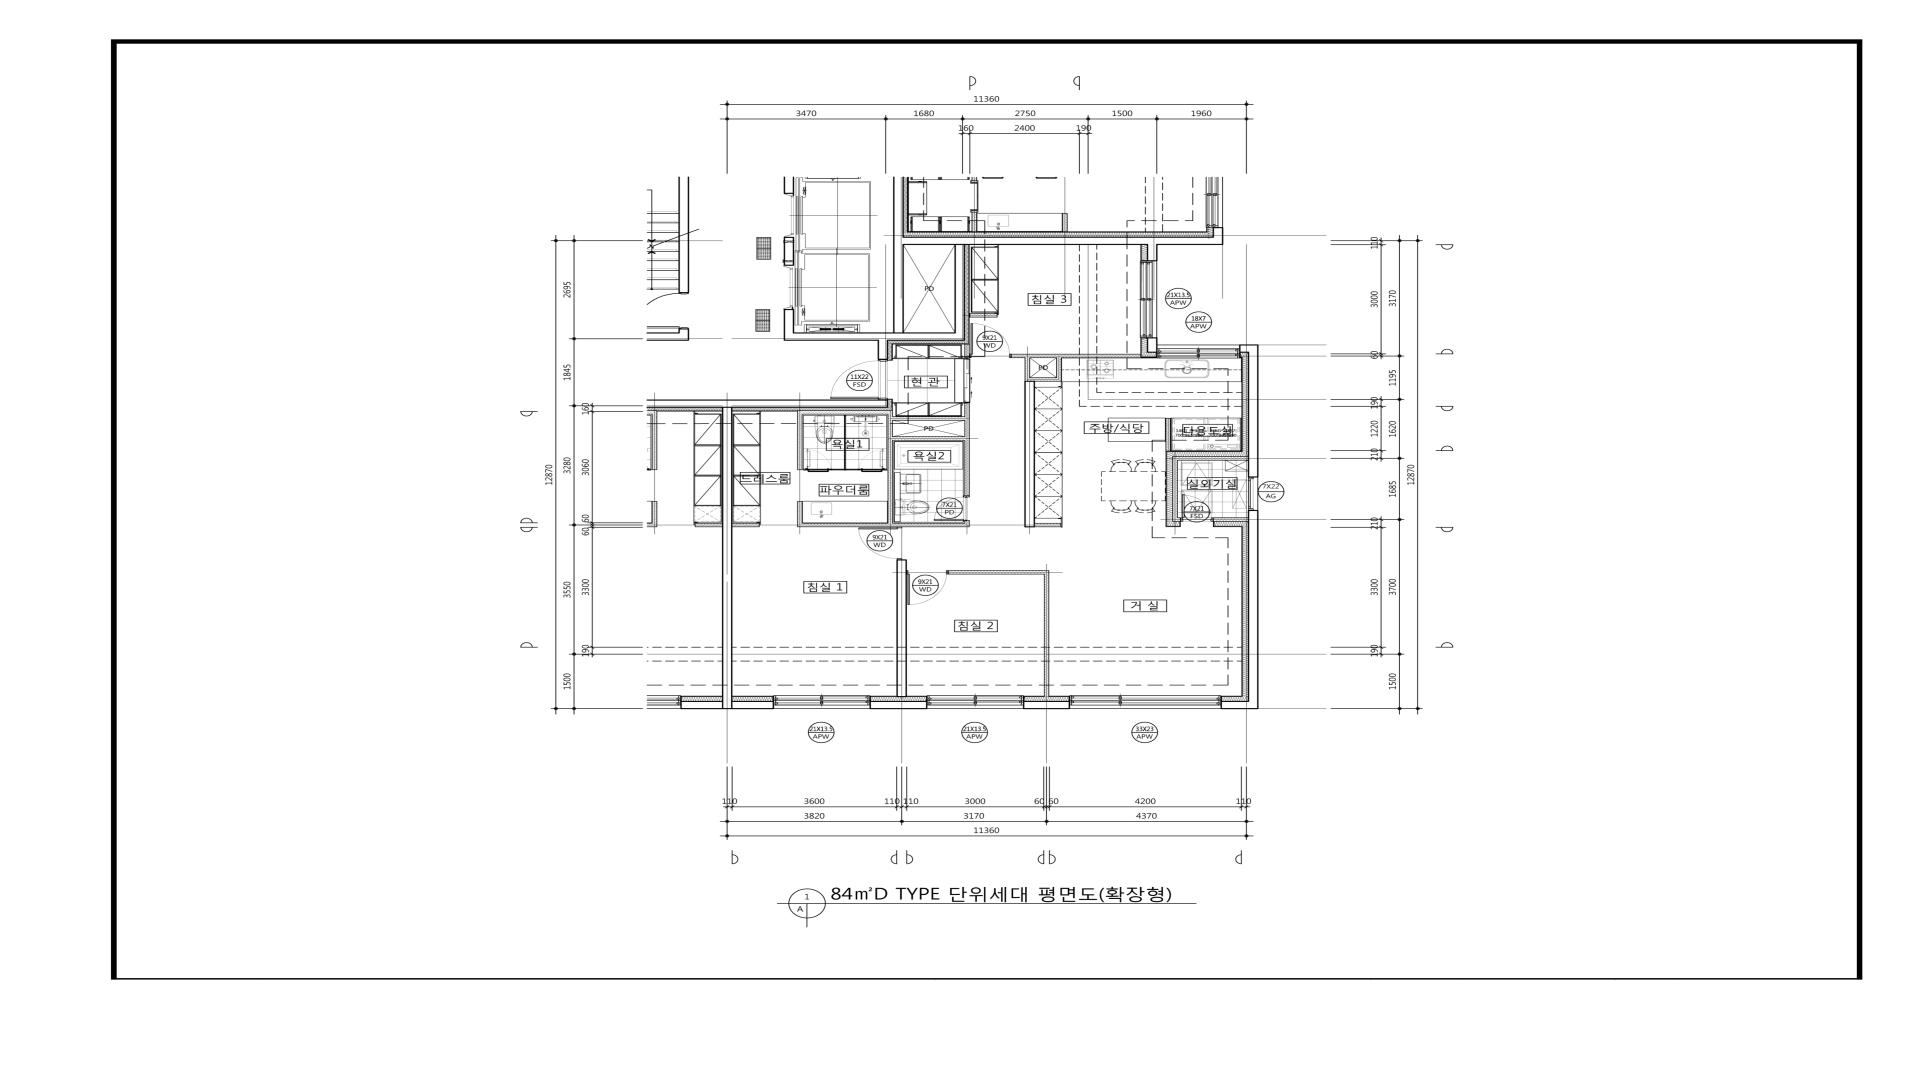 p q
11360
3470 1680 2750 1500 1960
160 2400 190
110
2695
3000
3170
PD
침실 3
21X13.5
APW
18X7
APW
9X21
WD
60
1845
11X22
FSD
현 관
PD
1195
160
190
주방/식당
다용도실
PD
욕실1
욕실2
1220
1620
210
12870
3280
3060
드레스룸
파우더룸
실외기실
7X22
AG
1685
12870
7X21
PD
7X21
FSD
60
60
210
9X21
WD
3550
3300
침실 1
9X21
WD
침실 2
거 실
3300
3700
190
190
1500
1500
21X13.5
APW
21X13.5
APW
33X23
APW
110 3600 110 110 3000 60 60 4200 110
3820 3170 4370
11360
b d b d b d
1
A
84㎡D TYPE 단위세대 평면도(확장형)